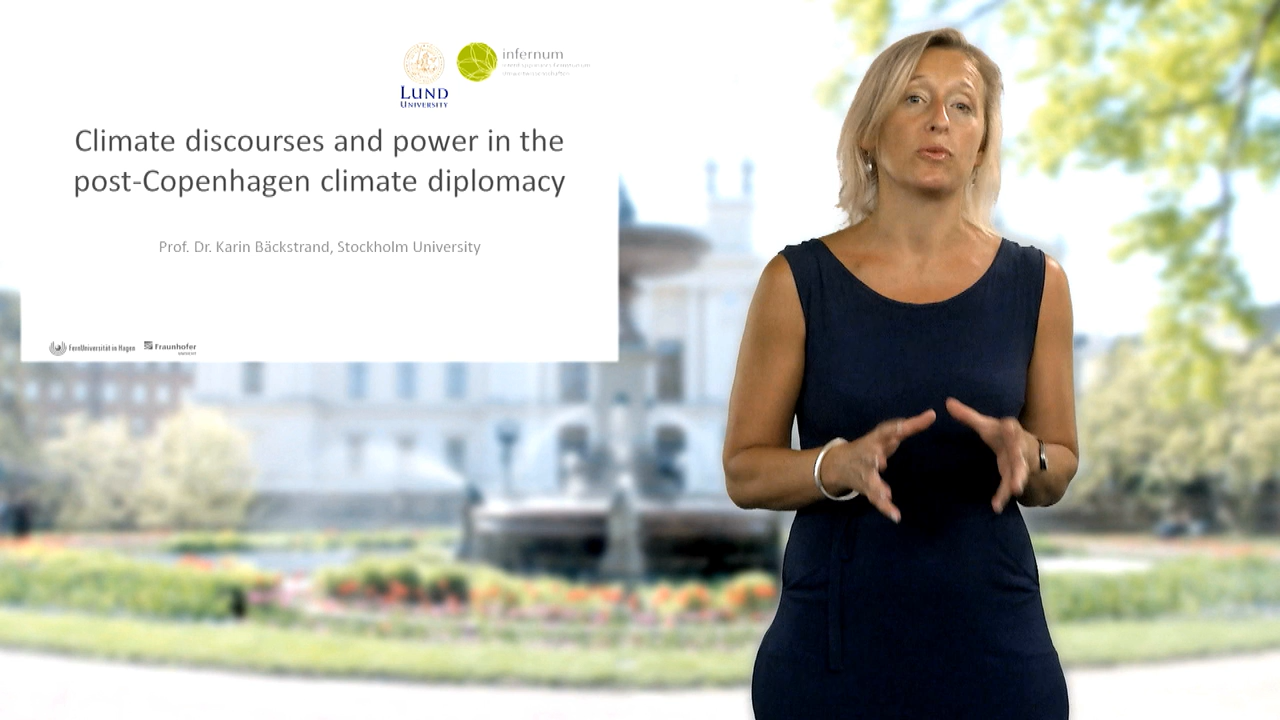 LUND
UNIVERSITY
infernum
Climate discourses and power in the
post-Copenhagen climate diplomacy
Prof. Dr. Karin Bäckstrand, Stockholm University
FernUniversität in Hagen
Fraunhofer